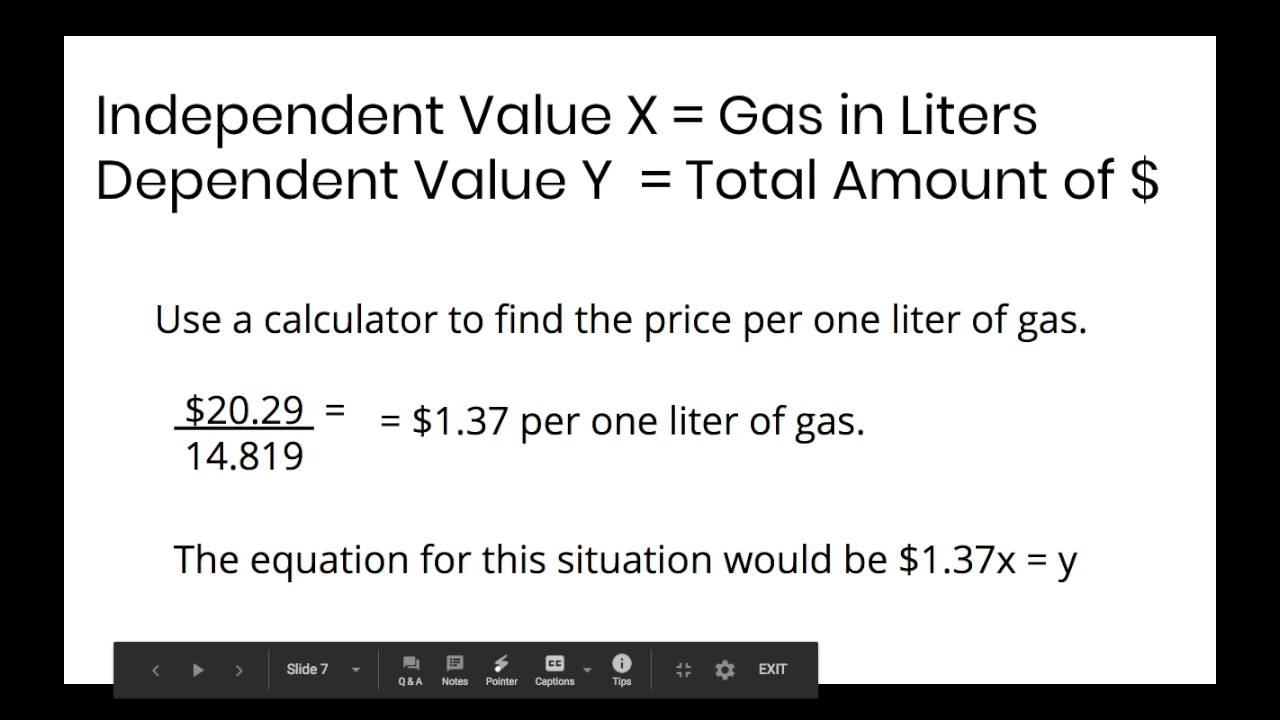 Independent Value X = Gas in Liters
Dependent Value Y = Total Amount of $
Use a calculator to find the price per one liter of gas.
$20.29 = = $1.37 per one liter of gas.
14.819
The equation for this situation would be $1.37x = y
Slide 7 Q & A Notes Pointer CC Captions Tips EXIT